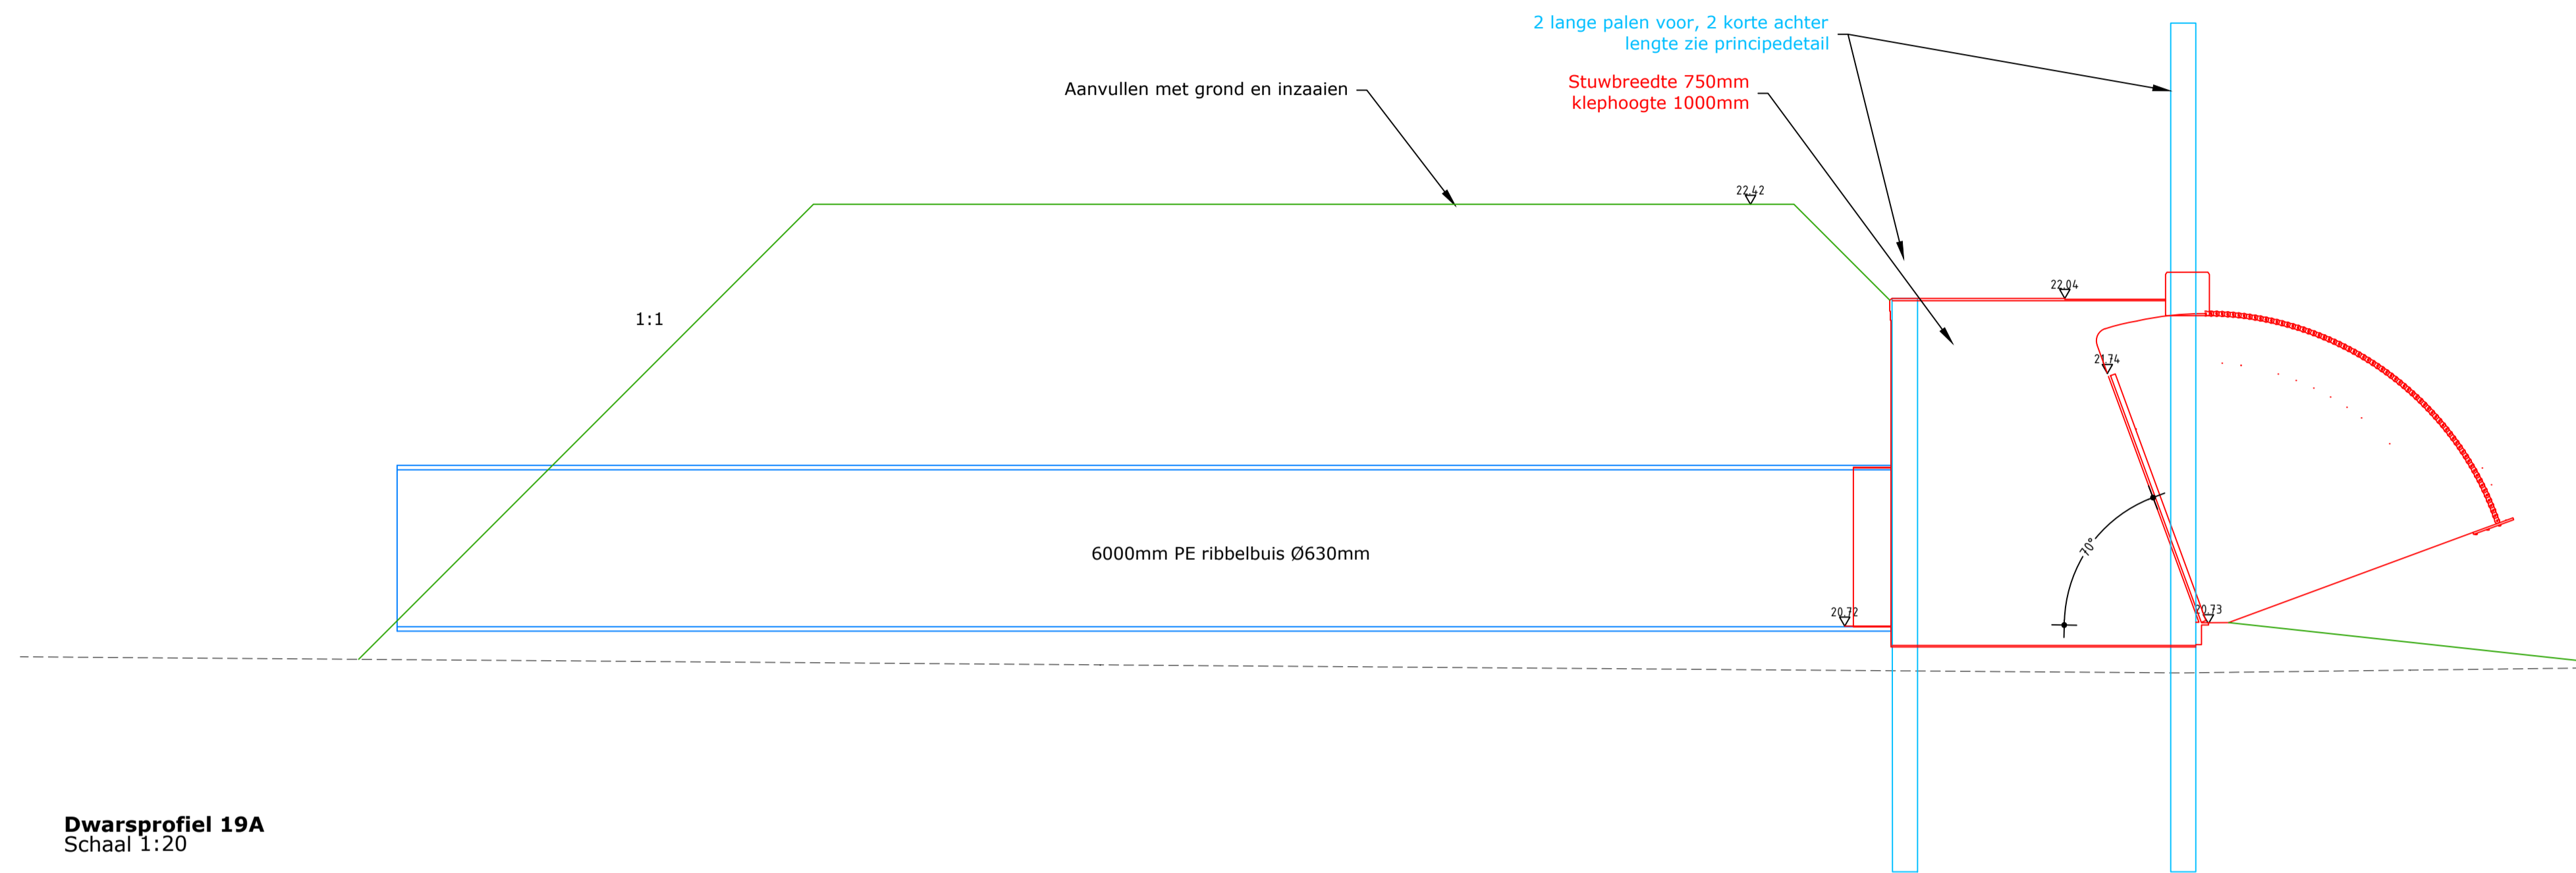 2 lange palen voor, 2 korte achter
lengte zie principedetail
Stuwbreedte 750mm
klephoogte 1000mm
Aanvullen met grond en inzaaien
22.42
22.04
1:1
21.74
70°
6000mm PE ribbelbuis Ø630mm
20.72
20.73
Dwarsprofiel 19A
Schaal 1:20